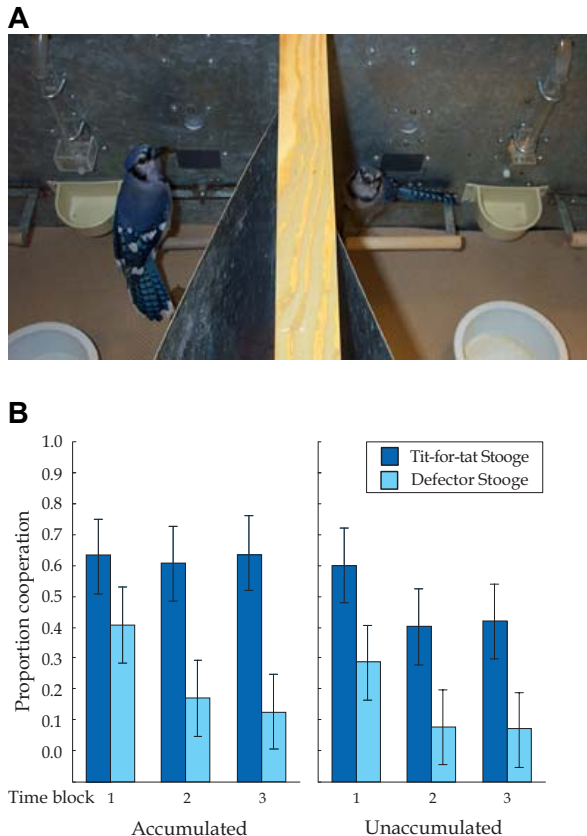 A
B
1.0
0.9
0.8
0.7
0.6
0.5
0.4
0.3
0.2
0.1
0.0
Proportion cooperation
Tit-for-tat Stooge
Defector Stooge
Time block 1 2 3 1 2 3
Accumulated Unaccumulated